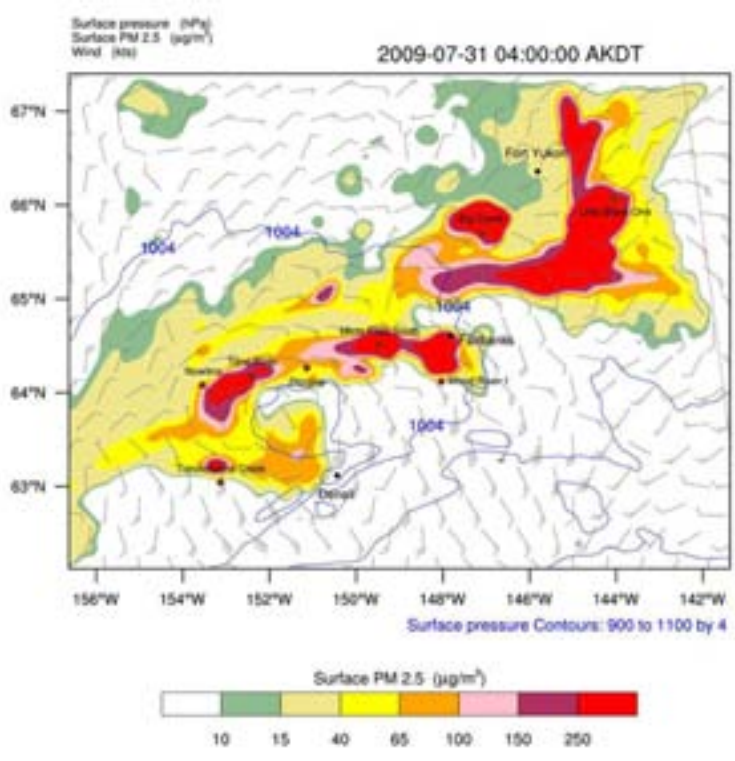 Surface pressure (hPa)
Surface PM 2.5 (μg/m³)
Wind (kts)
2009-07-31 04:00:00 AKDT
67°N
Fort Yukon
66°N
1004
1004
65°N
1004
Fairbanks
64°N
1004
63°N
Denali
156°W 154°W 152°W 150°W 148°W 146°W 144°W 142°W
Surface pressure Contours: 900 to 1100 by 4
Surface PM 2.5 (μg/m³)
10 15 40 65 100 150 250